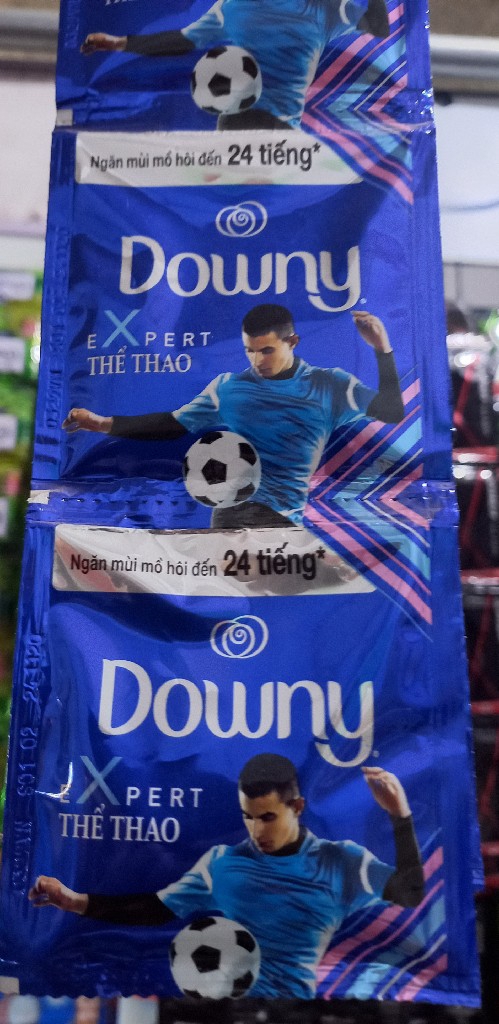 Ngăn mùi mồ hôi đến 24 tiếng*
Downy
EXPERT
THỂ THAO
Ngăn mùi mồ hôi đến 24 tiếng*
Downy
EXPERT
THỂ THAO